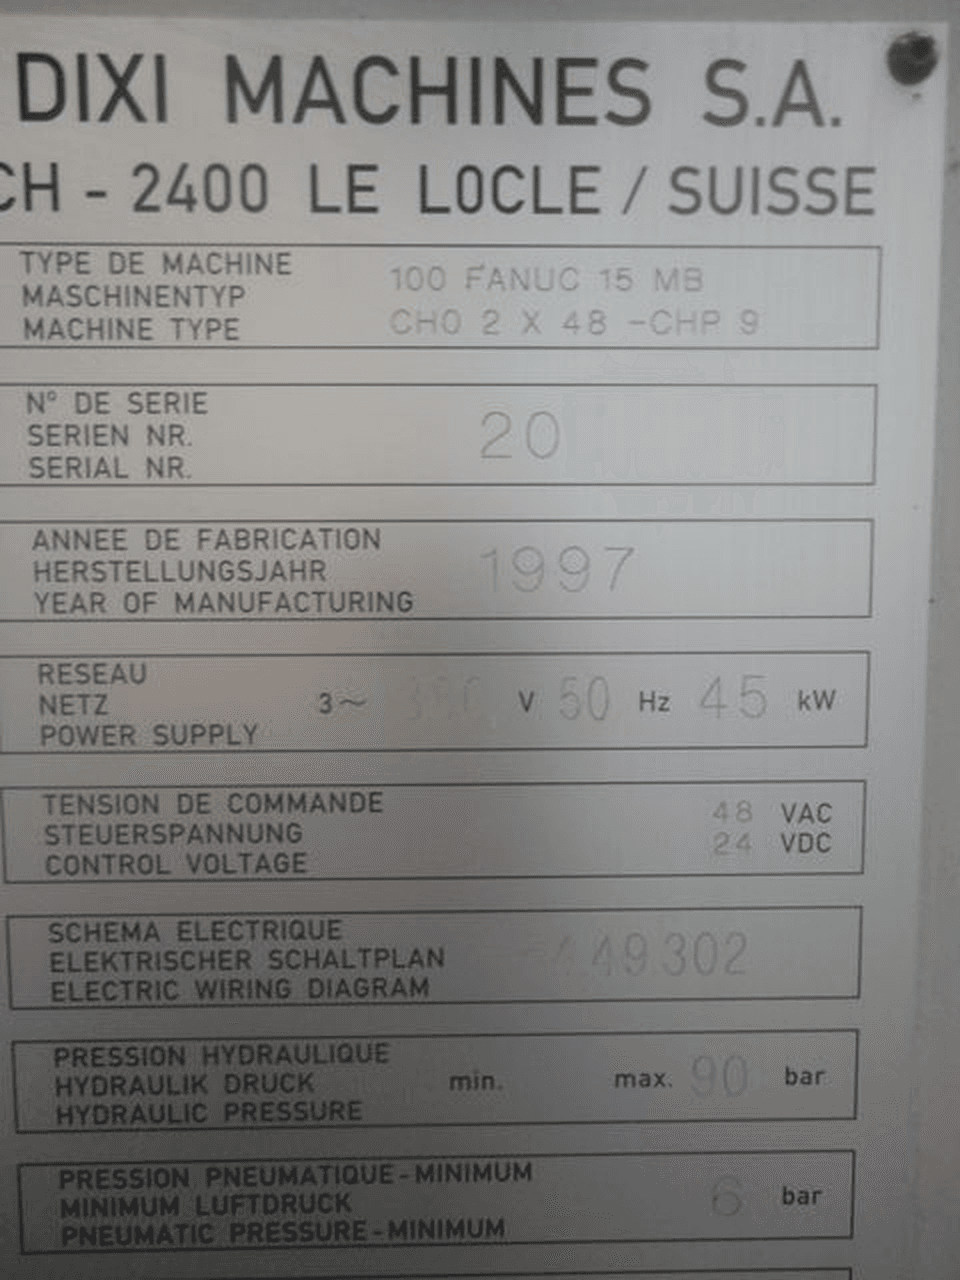 DIXI MACHINES S.A.
CH - 2400 LE LOCLE / SUISSE
TYPE DE MACHINE
MASCHINENTYP
MACHINE TYPE
100 FANUC 15 MB
CHO 2 X 48 -CHP 9
N° DE SERIE
SERIEN NR.
SERIAL NR.
20
ANNEE DE FABRICATION
HERSTELLUNGSJAHR
YEAR OF MANUFACTURING
1997
RESEAU
NETZ
POWER SUPPLY
3~ V 50 Hz 45 kW
TENSION DE COMMANDE
STEUERSPANNUNG
CONTROL VOLTAGE
48 VAC
24 VDC
SCHEMA ELECTRIQUE
ELEKTRISCHER SCHALTPLAN
ELECTRIC WIRING DIAGRAM
PRESSION HYDRAULIQUE
HYDRAULIK DRUCK
HYDRAULIC PRESSURE
min. max. 90 bar
PRESSION PNEUMATIQUE-MINIMUM
MINIMUM LUFTDRUCK
PNEUMATIC PRESSURE-MINIMUM
6 bar